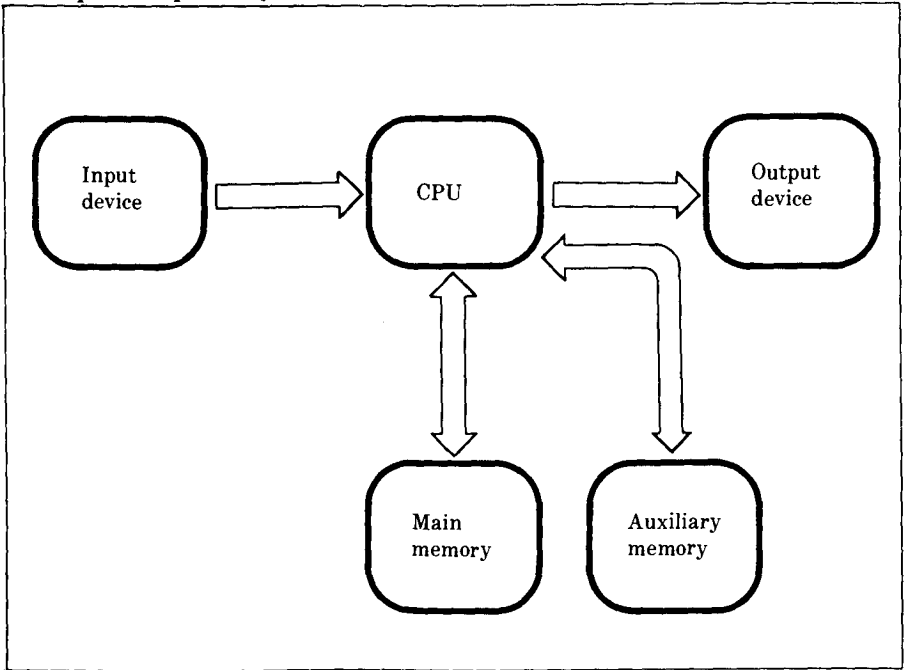 Input
device
CPU
Output
device
Main
memory
Auxiliary
memory